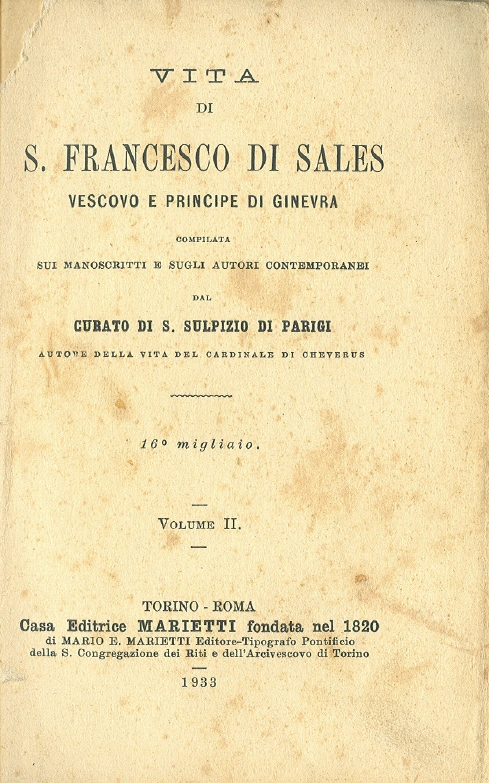 VITA
DI
S. FRANCESCO DI SALES
VESCOVO E PRINCIPE DI GINEVRA
COMPILATA
SUI MANOSCRITTI E SUGLI AUTORI CONTEMPORANEI
DAL
CURATO DI S. SULPIZIO DI PARIGI
AUTORE DELLA VITA DEL CARDINALE DI CHEVERUS
16º migliaio.
VOLUME II.
TORINO - ROMA
Casa Editrice MARIETTI fondata nel 1820
di MARIO E. MARIETTI Editore-Tipografo Pontificio
della S. Congregazione dei Riti e dell'Arcivescovo di Torino
1933